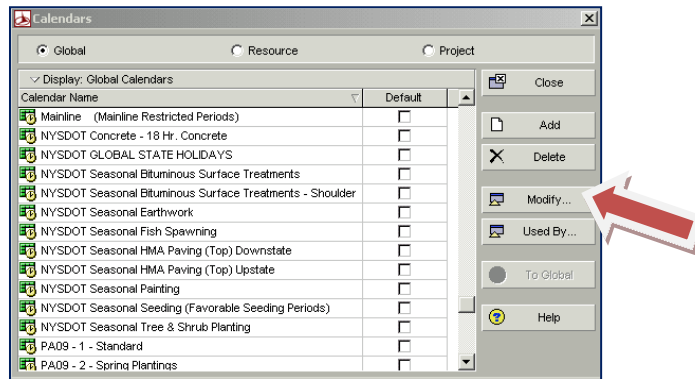 Calendars
Global Resource Project
Display: Global Calendars
Calendar Name Default
Mainline (Mainline Restricted Periods)
NYSDOT Concrete - 18 Hr. Concrete
NYSDOT GLOBAL STATE HOLIDAYS
NYSDOT Seasonal Bituminous Surface Treatments
NYSDOT Seasonal Bituminous Surface Treatments - Shoulder
NYSDOT Seasonal Earthwork
NYSDOT Seasonal Fish Spawning
NYSDOT Seasonal HMA Paving (Top) Downstate
NYSDOT Seasonal HMA Paving (Top) Upstate
NYSDOT Seasonal Painting
NYSDOT Seasonal Seeding (Favorable Seeding Periods)
NYSDOT Seasonal Tree & Shrub Planting
PA09 - 1 - Standard
PA09 - 2 - Spring Plantings
Close
Add
Delete
Modify...
Used By...
To Global
Help